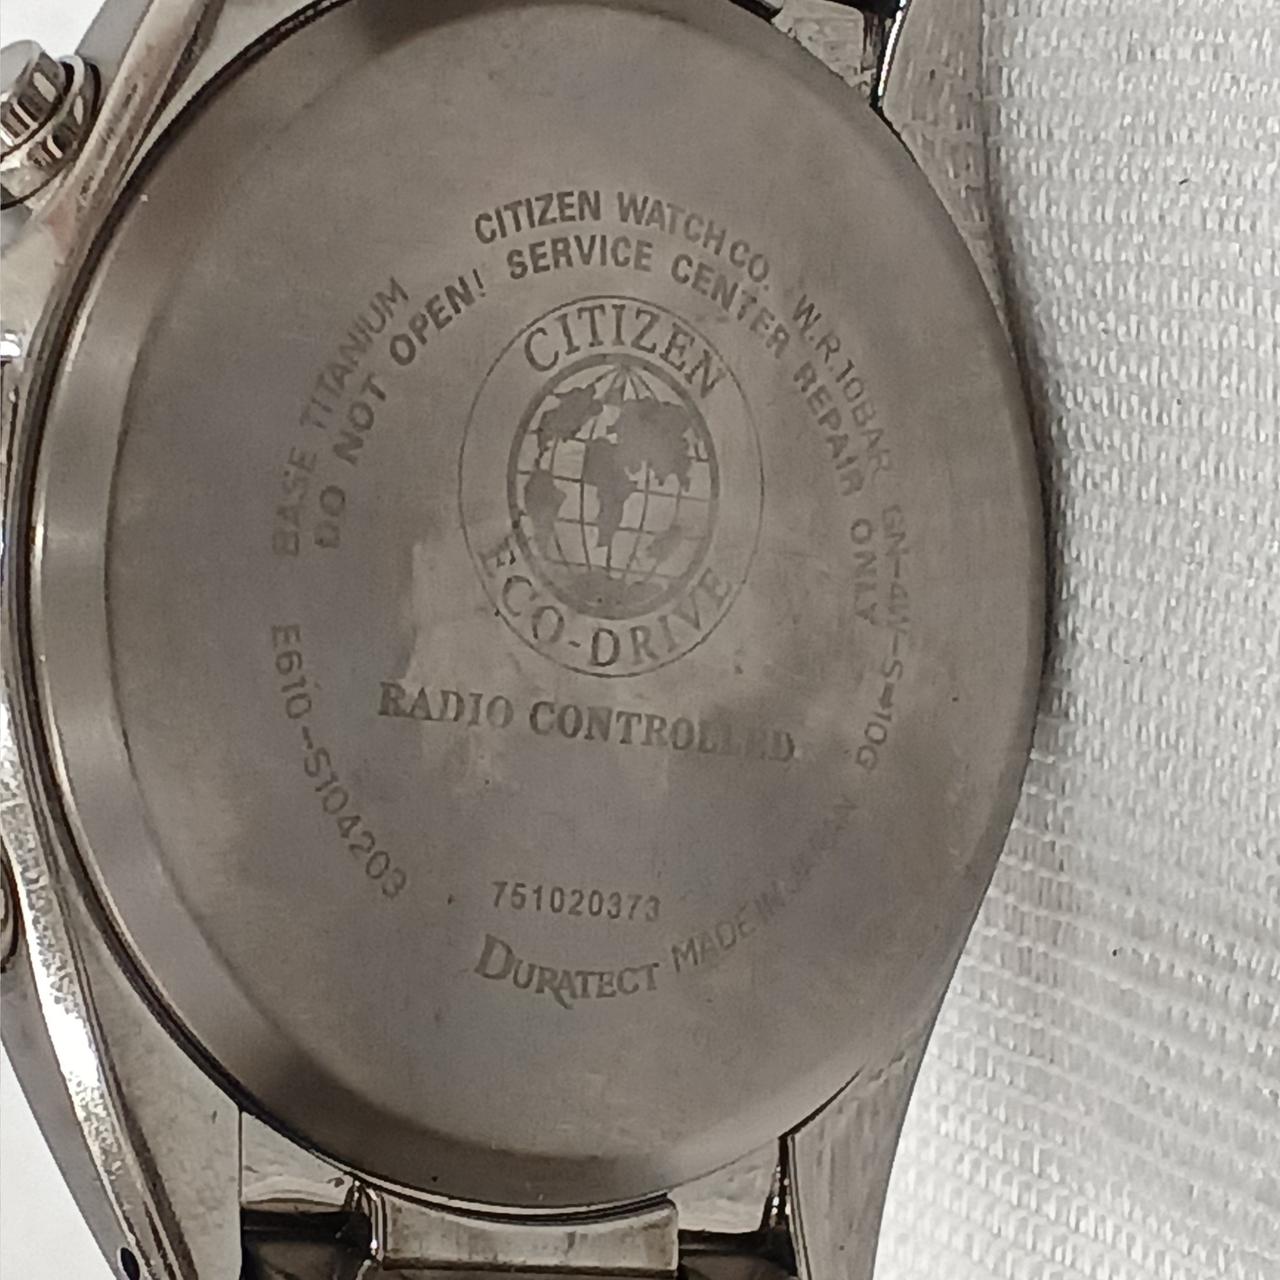 CITIZEN WATCH CO. W.R.10BAR GN-4W-S-10G
BASE TITANIUM
DO NOT OPEN! SERVICE CENTER REPAIR ONLY
CITIZEN
ECO-DRIVE
RADIO CONTROLLED
E610-S104203
751020373
DURATECT MADE IN JAPAN